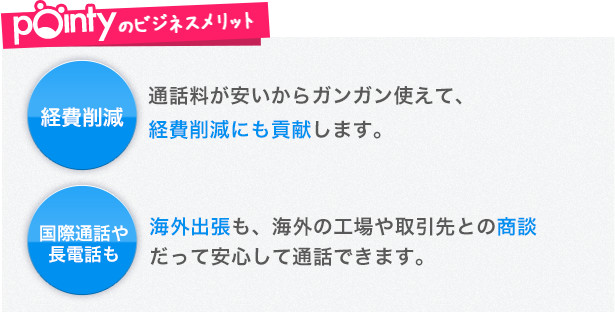 pointyのビジネスメリット
経費削減
通話料が安いからガンガン使えて、
経費削減にも貢献します。
国際通話や
長電話も
海外出張も、海外の工場や取引先との商談
だって安心して通話できます。